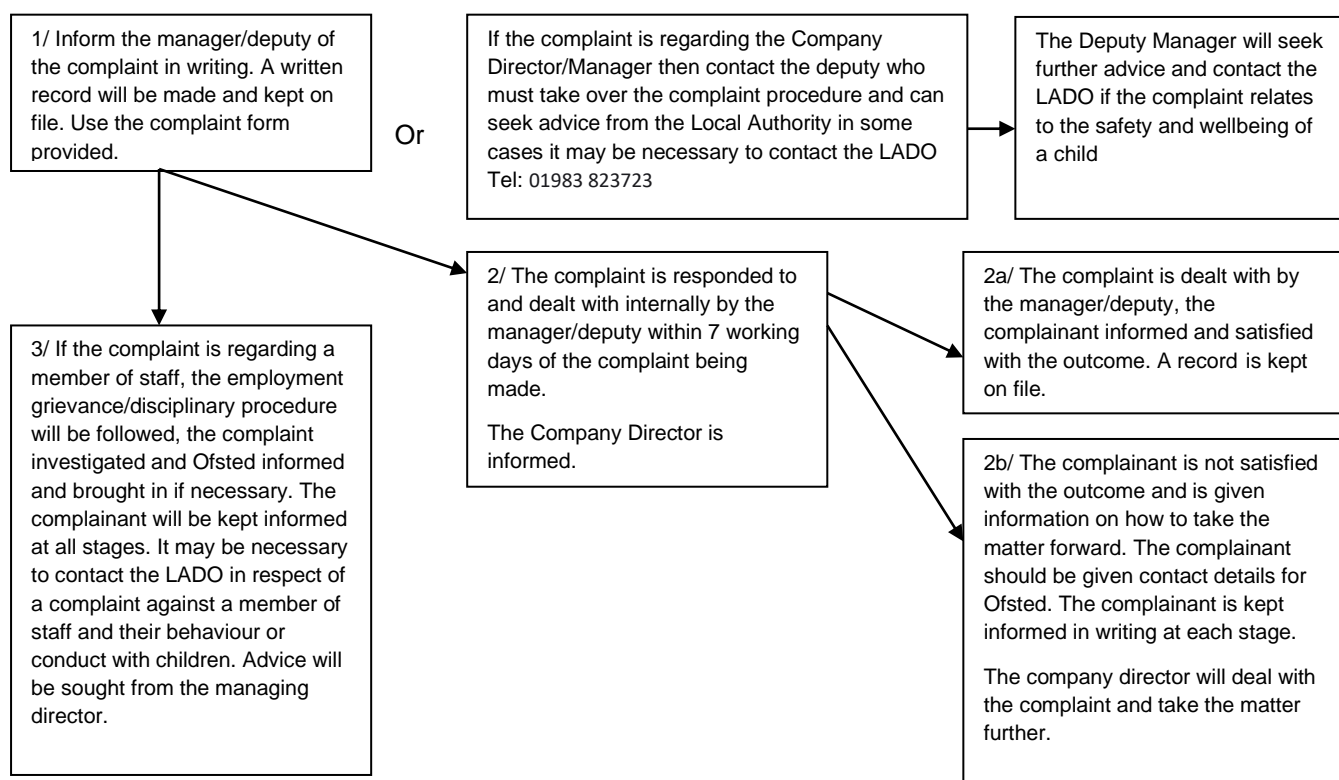 1/ Inform the manager/deputy of
the complaint in writing. A written
record will be made and kept on
file. Use the complaint form
provided.
Or
If the complaint is regarding the Company
Director/Manager then contact the deputy who
must take over the complaint procedure and can
seek advice from the Local Authority in some
cases it may be necessary to contact the LADO
Tel: 01983 823723
The Deputy Manager will seek
further advice and contact the
LADO if the complaint relates
to the safety and wellbeing of
a child
2/ The complaint is responded to
and dealt with internally by the
manager/deputy within 7 working
days of the complaint being
made.
The Company Director is
informed.
2a/ The complaint is dealt with by
the manager/deputy, the
complainant informed and satisfied
with the outcome. A record is kept
on file.
2b/ The complainant is not satisfied
with the outcome and is given
information on how to take the
matter forward. The complainant
should be given contact details for
Ofsted. The complainant is kept
informed in writing at each stage.
The company director will deal with
the complaint and take the matter
further.
3/ If the complaint is regarding a
member of staff, the employment
grievance/disciplinary procedure
will be followed, the complaint
investigated and Ofsted informed
and brought in if necessary. The
complainant will be kept informed
at all stages. It may be necessary
to contact the LADO in respect of
a complaint against a member of
staff and their behaviour or
conduct with children. Advice will
be sought from the managing
director.